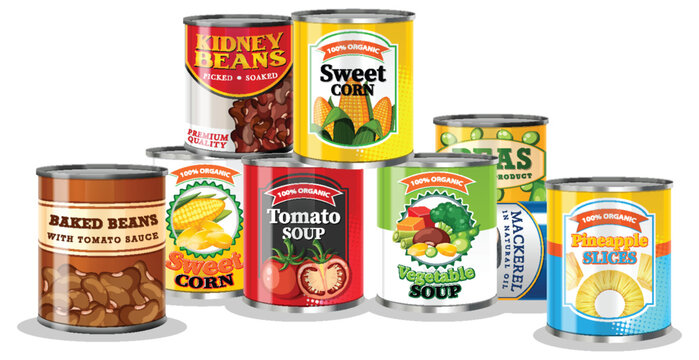 KIDNEY
BEANS
PICKED • SOAKED
PREMIUM
QUALITY
100% ORGANIC
Sweet
CORN
BAKED BEANS
WITH TOMATO SAUCE
100% ORGANIC
Sweet
CORN
100% ORGANIC
Tomato
SOUP
100% ORGANIC
Vegetable
SOUP
EAS
PRODUCT
MACKEREL
IN NATURAL OIL
100% ORGANIC
Pineapple
SLICES